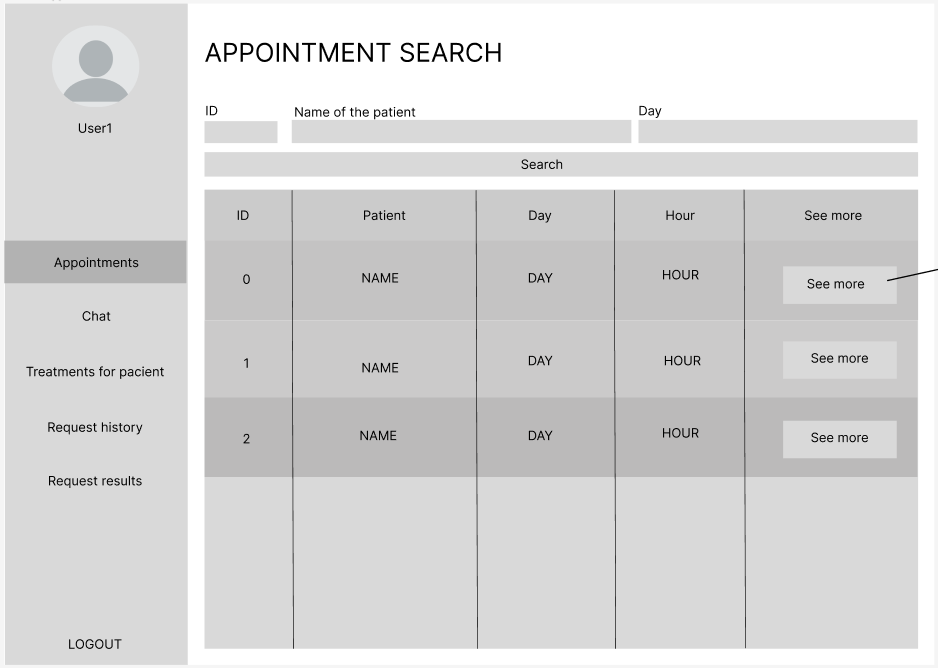 User1
Appointments
Chat
Treatments for pacient
Request history
Request results
LOGOUT
APPOINTMENT SEARCH
ID Name of the patient Day
Search
ID Patient Day Hour See more
0 NAME DAY HOUR See more
1 NAME DAY HOUR See more
2 NAME DAY HOUR See more